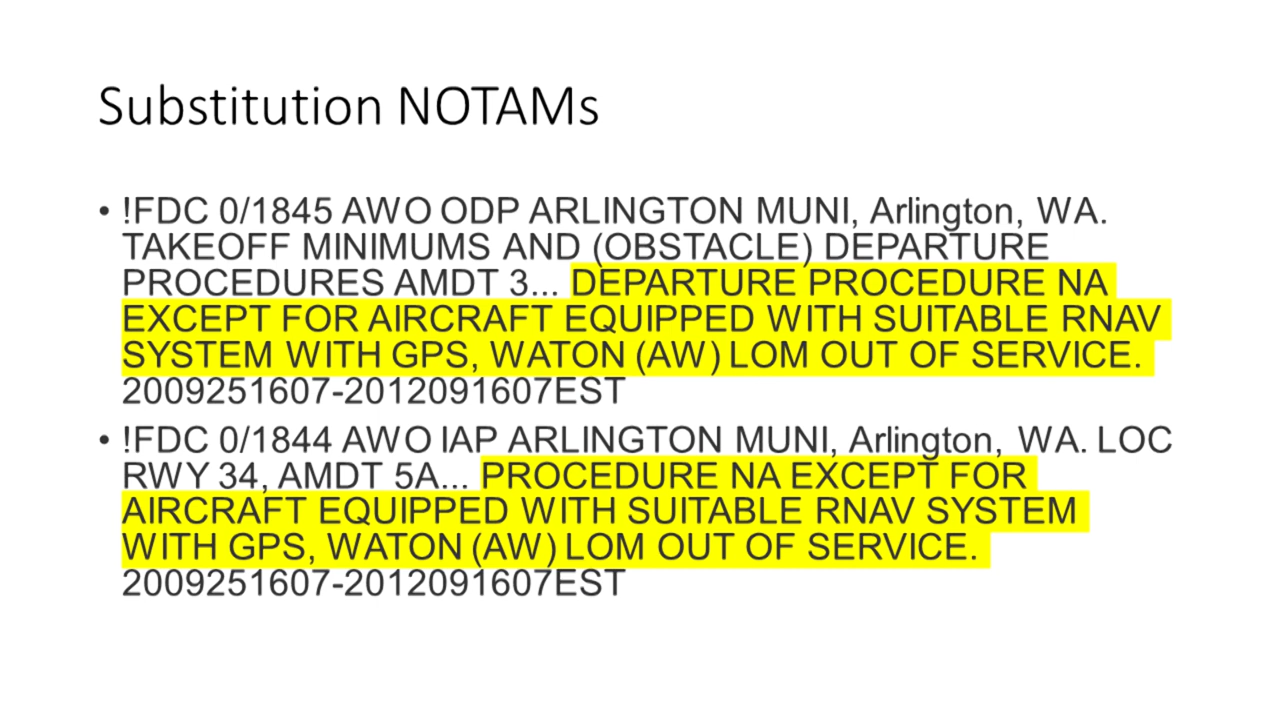 Substitution NOTAMs
• !FDC 0/1845 AWO ODP ARLINGTON MUNI, Arlington, WA.
TAKEOFF MINIMUMS AND (OBSTACLE) DEPARTURE
PROCEDURES AMDT 3... DEPARTURE PROCEDURE NA
EXCEPT FOR AIRCRAFT EQUIPPED WITH SUITABLE RNAV
SYSTEM WITH GPS, WATON (AW) LOM OUT OF SERVICE.
2009251607-2012091607EST
• !FDC 0/1844 AWO IAP ARLINGTON MUNI, Arlington, WA. LOC
RWY 34, AMDT 5A... PROCEDURE NA EXCEPT FOR
AIRCRAFT EQUIPPED WITH SUITABLE RNAV SYSTEM
WITH GPS, WATON (AW) LOM OUT OF SERVICE.
2009251607-2012091607EST